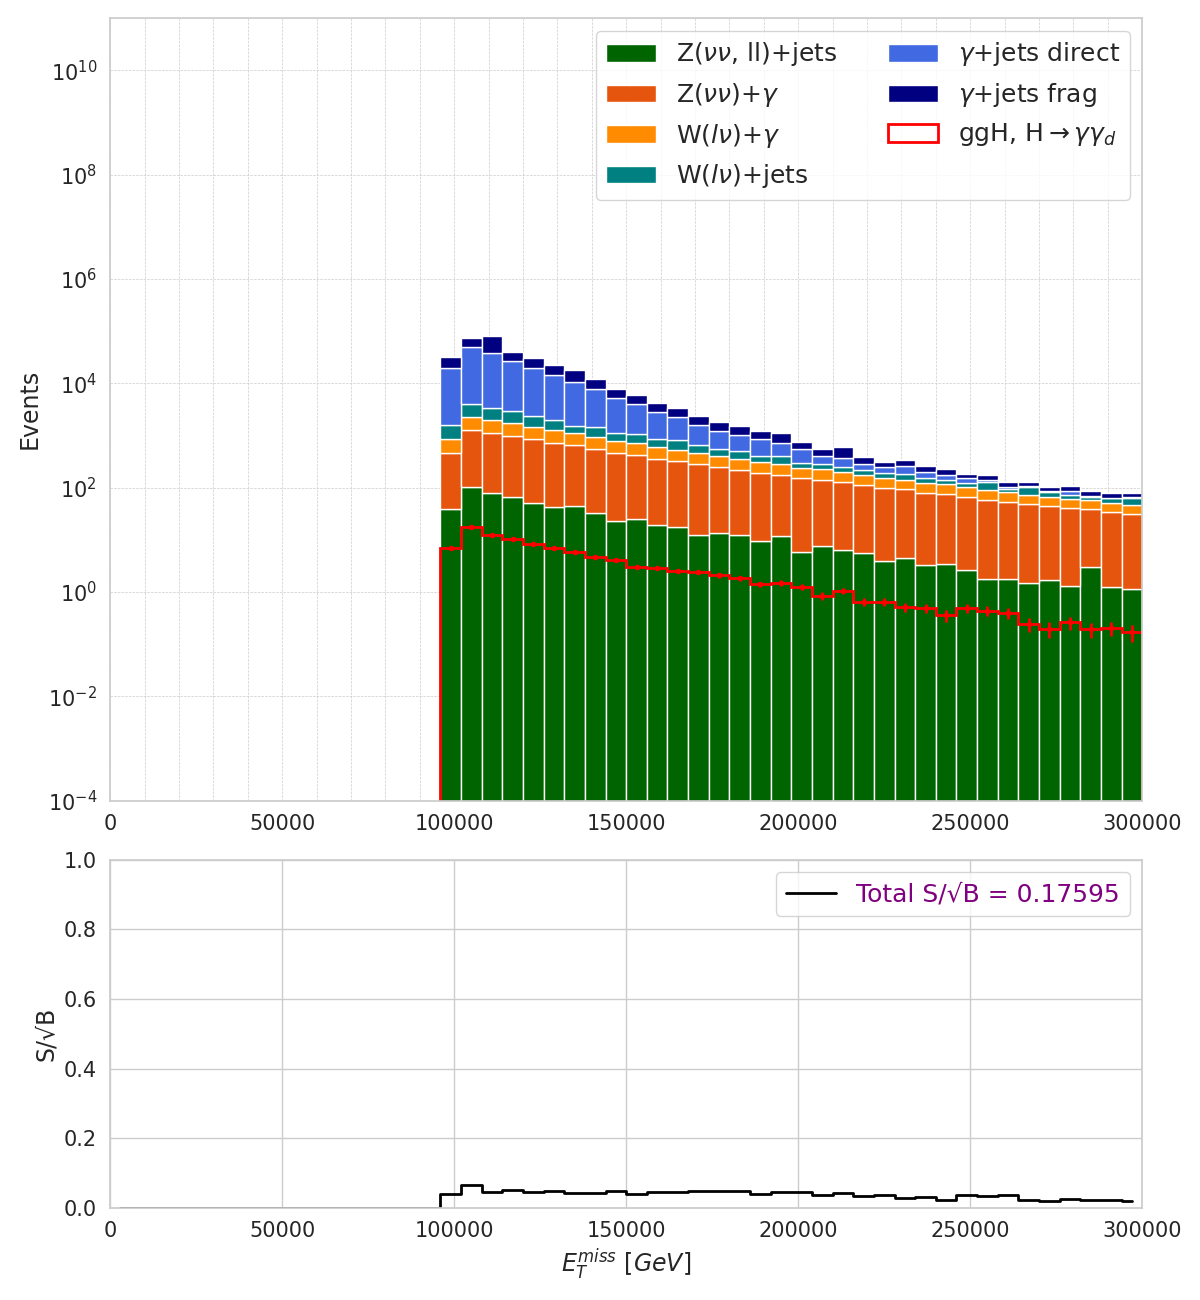 Z(νν, ll)+jets
Z(νν)+γ
W(lν)+γ
W(lν)+jets
γ+jets direct
γ+jets frag
ggH, H→γγ_d
Events
10^10
10^8
10^6
10^4
10^2
10^0
10^−2
10^−4
0 50000 100000 150000 200000 250000 300000
Total S/√B = 0.17595
S/√B
1.0
0.8
0.6
0.4
0.2
0.0
0 50000 100000 150000 200000 250000 300000
E_T^miss [GeV]